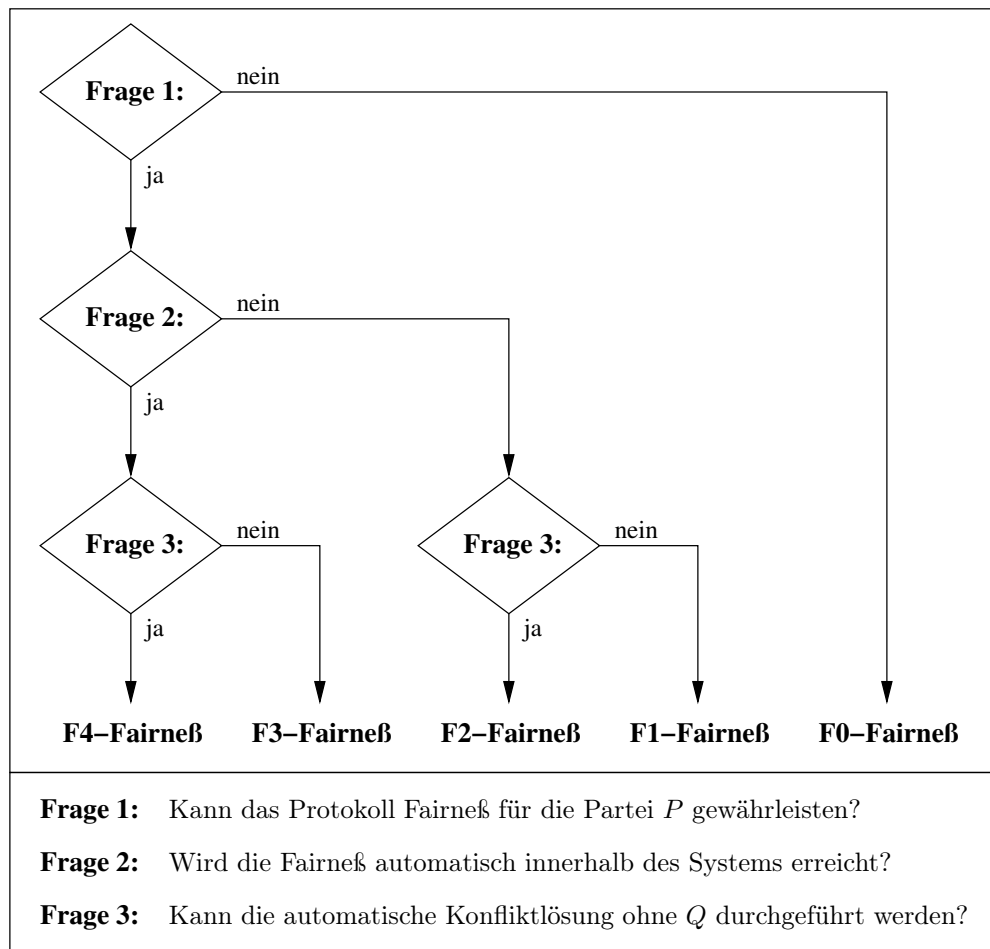 Frage 1:
nein
ja
Frage 2:
nein
ja
Frage 3:
nein
Frage 3:
nein
ja
ja
F4–Fairneß
F3–Fairneß
F2–Fairneß
F1–Fairneß
F0–Fairneß
Frage 1: Kann das Protokoll Fairneß für die Partei P gewährleisten?
Frage 2: Wird die Fairneß automatisch innerhalb des Systems erreicht?
Frage 3: Kann die automatische Konfliktlösung ohne Q durchgeführt werden?